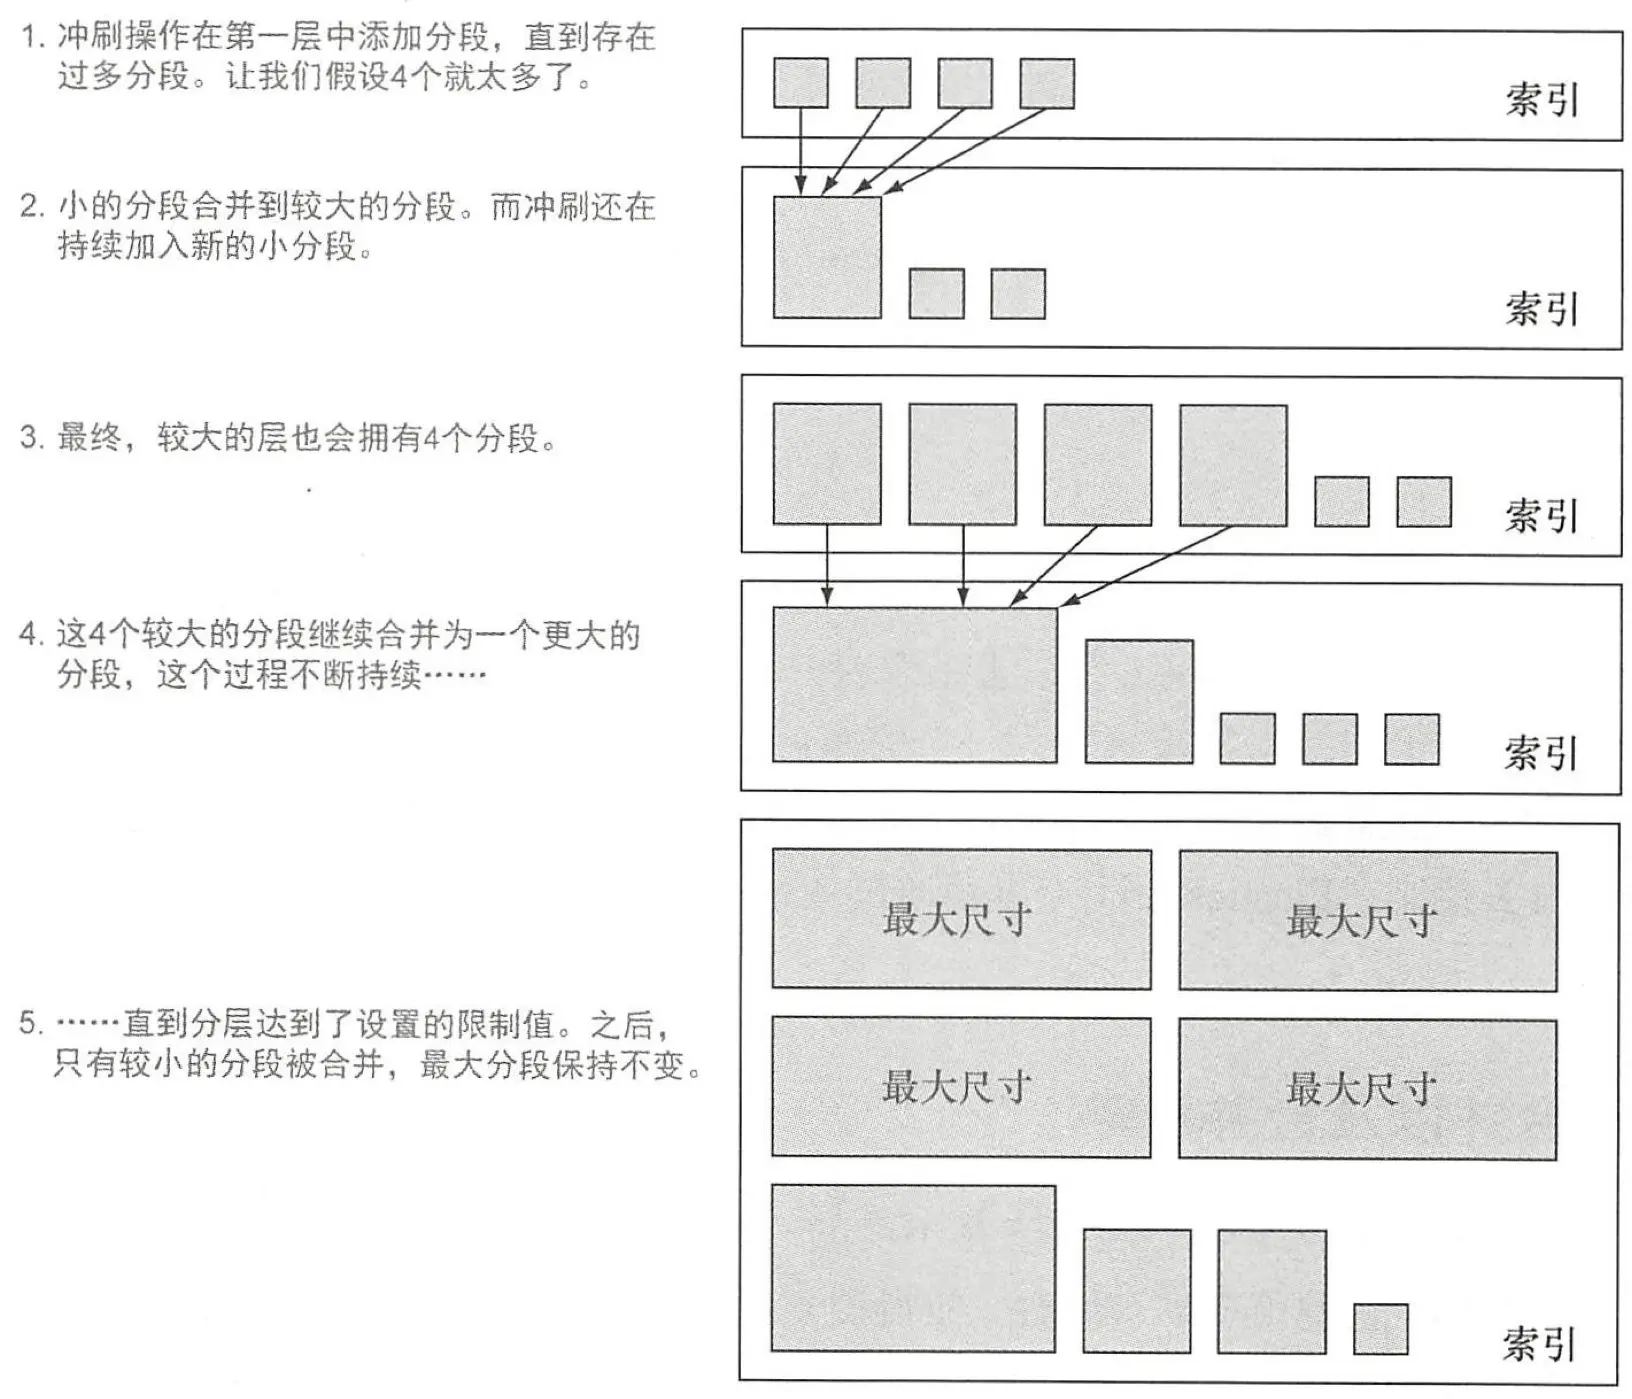 1. 冲刷操作在第一层中添加分段，直到存在
过多分段。让我们假设4个就太多了。
索引
2. 小的分段合并到较大的分段。而冲刷还在
持续加入新的小分段。
索引
3. 最终，较大的层也会拥有4个分段。
索引
4. 这4个较大的分段继续合并为一个更大的
分段，这个过程不断持续……
索引
最大尺寸 最大尺寸
5. ……直到分层达到了设置的限制值。之后，
只有较小的分段被合并，最大分段保持不变。
最大尺寸 最大尺寸
索引